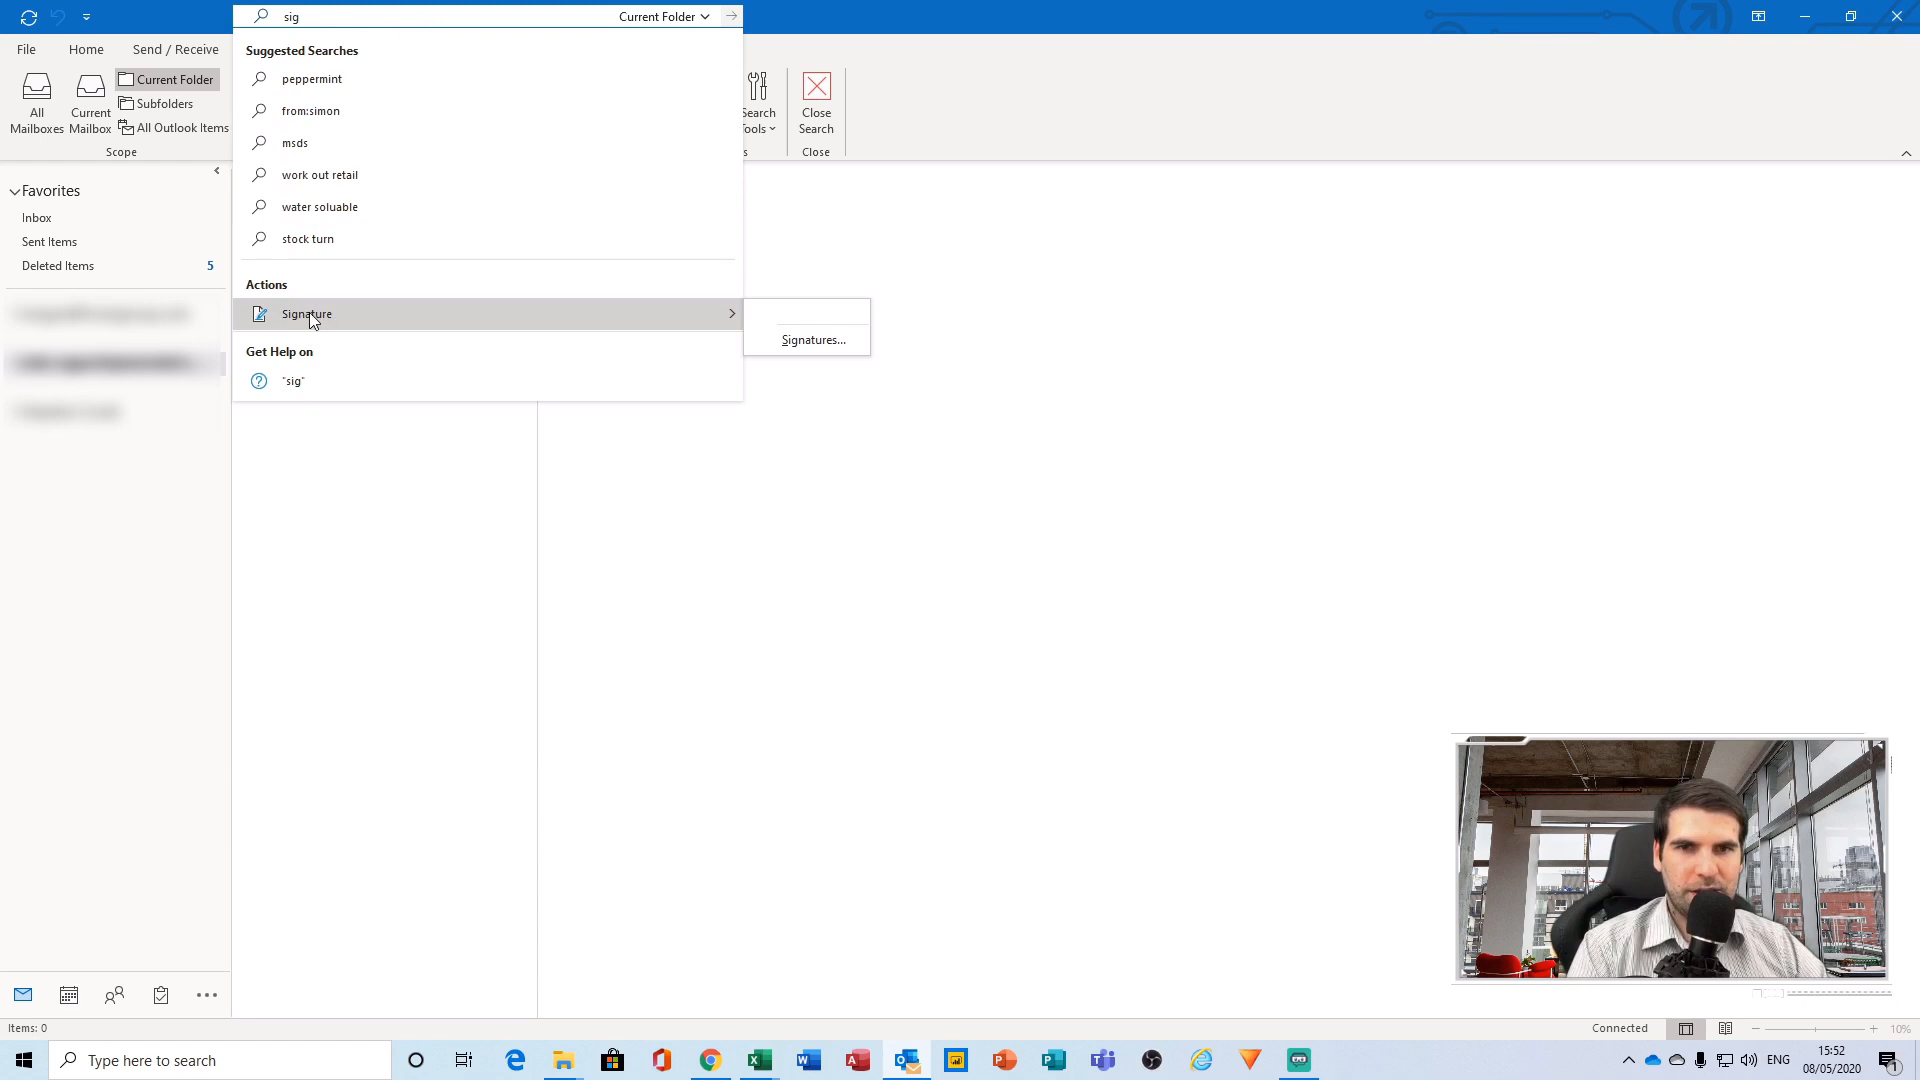 sig
Current Folder
File
Home
Send / Receive
All
Mailboxes
Current
Mailbox
Current Folder
Subfolders
All Outlook Items
Scope
Suggested Searches
peppermint
from:simon
msds
work out retail
water soluable
stock turn
Actions
Signature
Signatures...
Get Help on
"sig"
Search
Tools
s
Close
Search
Close
Favorites
Inbox
Sent Items
Deleted Items 5
Items: 0
Connected
10%
Type here to search
ENG
15:52
08/05/2020
1